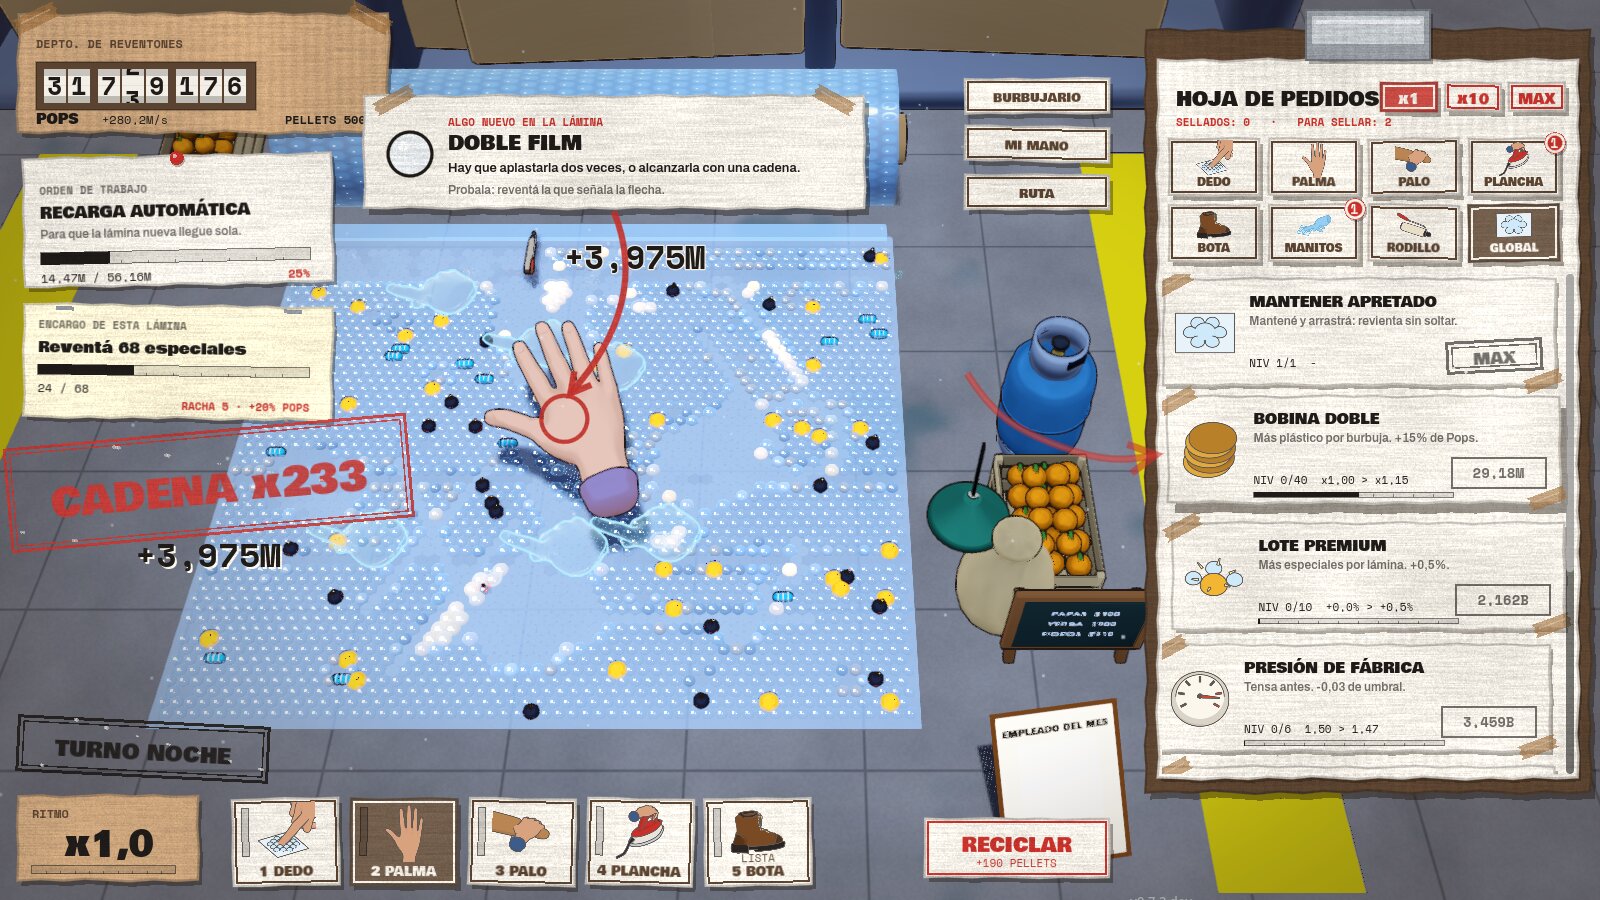 DEPTO. DE REVENTONES
POPS +280,2M/s PELLETS 500
ORDEN DE TRABAJO
RECARGA AUTOMÁTICA
Para que la lámina nueva llegue sola.
14,47M / 56,16M 25%
ENCARGO DE ESTA LÁMINA
Reventá 68 especiales
24 / 68
RACHA 5 · +20% POPS
CADENA x233
+3,975M
TURNO NOCHE
RITMO
x1,0
ALGO NUEVO EN LA LÁMINA
DOBLE FILM
Hay que aplastarla dos veces, o alcanzarla con una cadena.
Probala: reventá la que señala la flecha.
+3,975M
BURBUJARIO
MI MANO
RUTA
EMPLEADO DEL MES
1 DEDO
2 PALMA
3 PALO
4 PLANCHA
LISTA
5 BOTA
RECICLAR
+190 PELLETS
HOJA DE PEDIDOS x1 x10 MAX
SELLADOS: 0 · PARA SELLAR: 2
DEDO
PALMA
PALO
PLANCHA
1
BOTA
MANITOS
1
RODILLO
GLOBAL
MANTENER APRETADO
Mantené y arrastrá: revienta sin soltar.
NIV 1/1 -
MAX
BOBINA DOBLE
Más plástico por burbuja. +15% de Pops.
NIV 0/40 x1,00 > x1,15
29,18M
LOTE PREMIUM
Más especiales por lámina. +0,5%.
NIV 0/10 +0,0% > +0,5%
2,162B
PRESIÓN DE FÁBRICA
Tensa antes. -0,03 de umbral.
NIV 0/6 1,50 > 1,47
3,459B